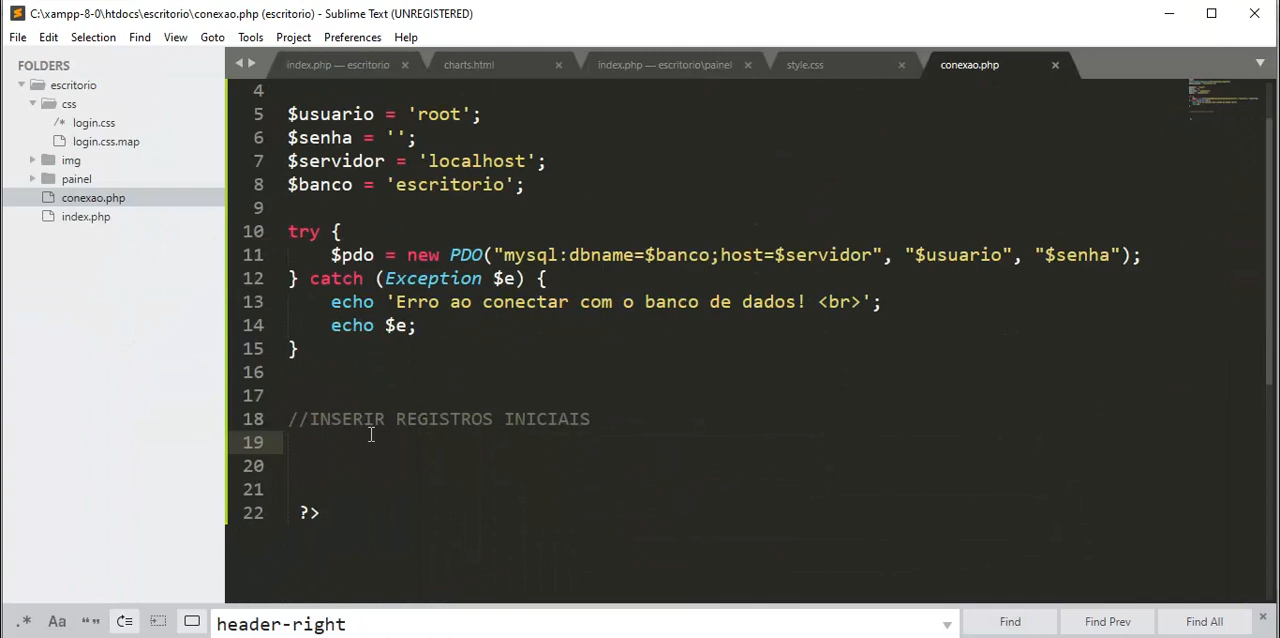 C:\xampp-8-0\htdocs\escritorio\conexao.php (escritorio) - Sublime Text (UNREGISTERED)
File Edit Selection Find View Goto Tools Project Preferences Help
FOLDERS
escritorio
css
/* login.css
login.css.map
img
painel
conexao.php
index.php
index.php — escritorio × charts.html × index.php — escritorio\painel × style.css × conexao.php ×
4
5 $usuario = 'root';
6 $senha = '';
7 $servidor = 'localhost';
8 $banco = 'escritorio';
9
10 try {
11 $pdo = new PDO("mysql:dbname=$banco;host=$servidor", "$usuario", "$senha");
12 } catch (Exception $e) {
13 echo 'Erro ao conectar com o banco de dados! <br>';
14 echo $e;
15 }
16
17
18 //INSERIR REGISTROS INICIAIS
19
20
21
22 ?>
.* Aa “” header-right Find Find Prev Find All